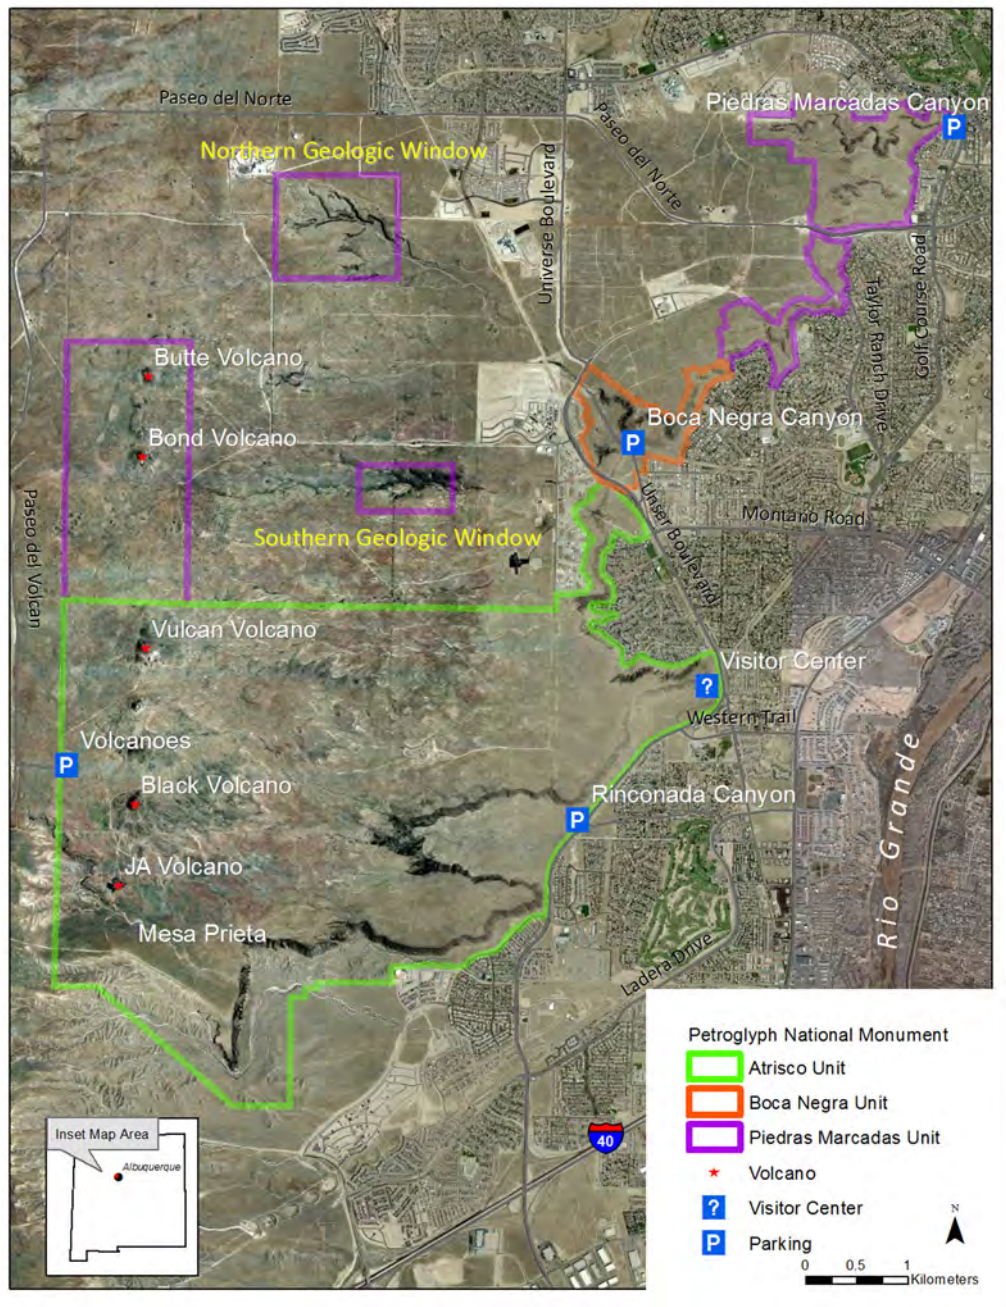 Paseo del Norte
Piedras Marcadas Canyon
P
Paseo del Norte
Northern Geologic Window
Universe Boulevard
Golf Course Road
Taylor Ranch Drive
Butte Volcano
Boca Negra Canyon
P
Bond Volcano
Paseo del Volcan
Unser Boulevard
Montano Road
Southern Geologic Window
Vulcan Volcano
Visitor Center
?
Western Trail
Volcanoes
P
Black Volcano
Rinconada Canyon
P
Rio Grande
JA Volcano
Mesa Prieta
Ladera Drive
40
Inset Map Area
Albuquerque
Petroglyph National Monument
Atrisco Unit
Boca Negra Unit
Piedras Marcadas Unit
Volcano
? Visitor Center
P Parking
N
0 0.5 1
Kilometers